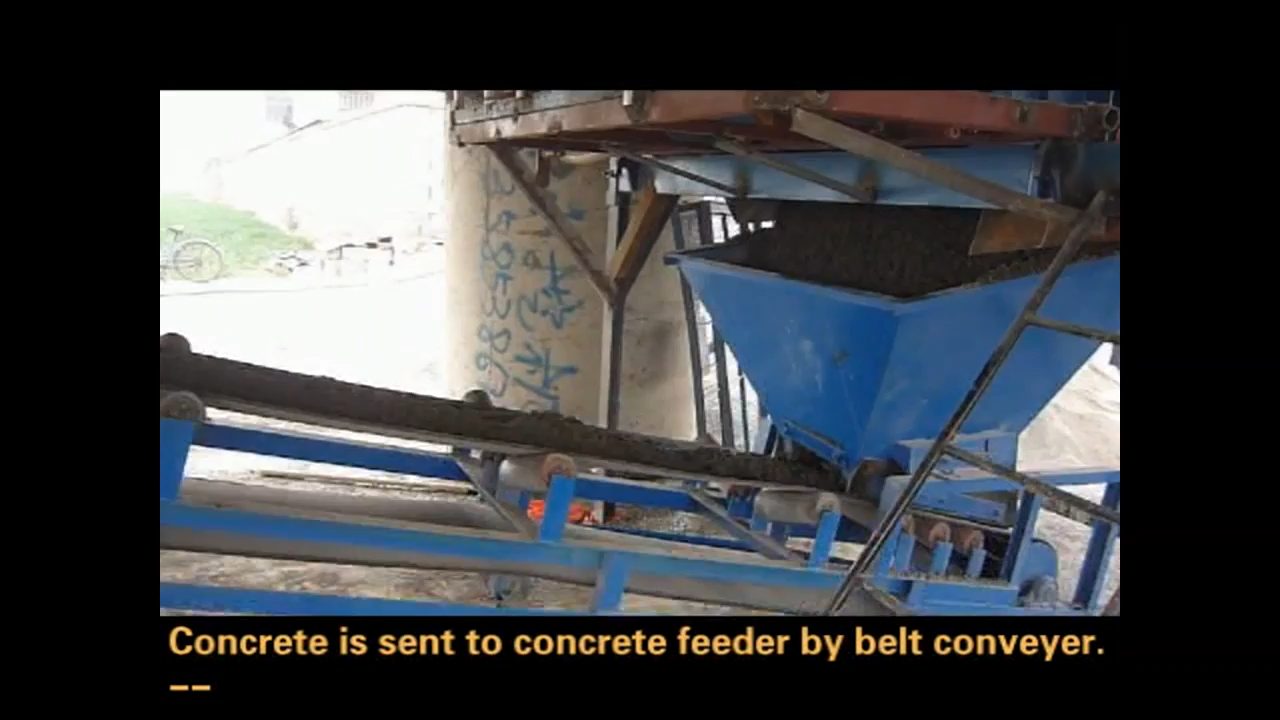 Concrete is sent to concrete feeder by belt conveyer.
--